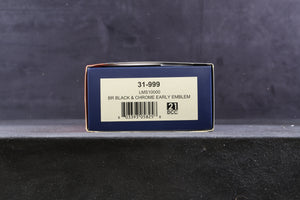 31-999
LMS10000
BR BLACK & CHROME EARLY EMBLEM
21
DCC